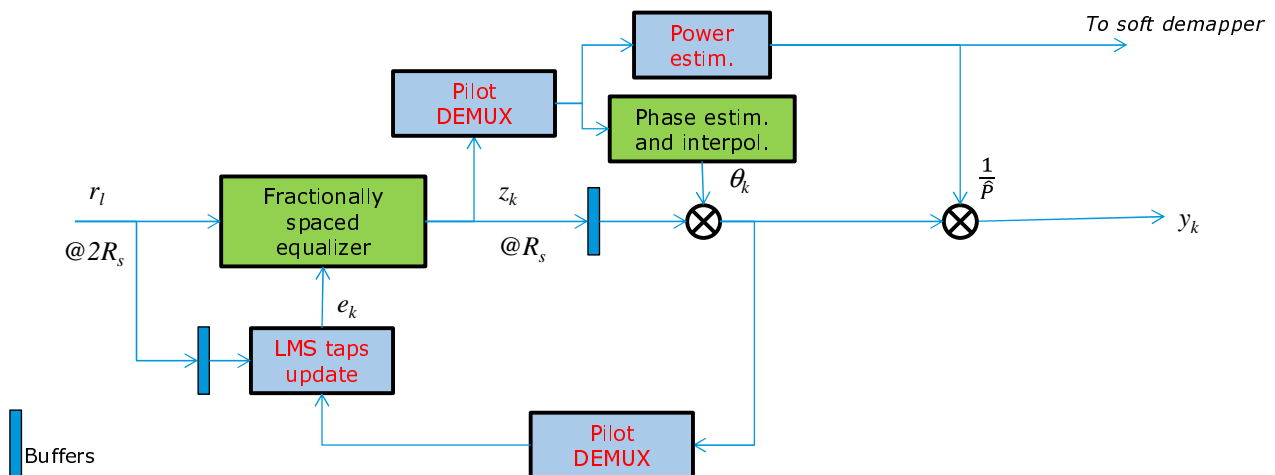 To soft demapper
Power
estim.
Pilot
DEMUX
Phase estim.
and interpol.
θk
1
P̂
rl
Fractionally
spaced
equalizer
zk
@2Rs
@Rs
yk
ek
LMS taps
update
Pilot
DEMUX
Buffers